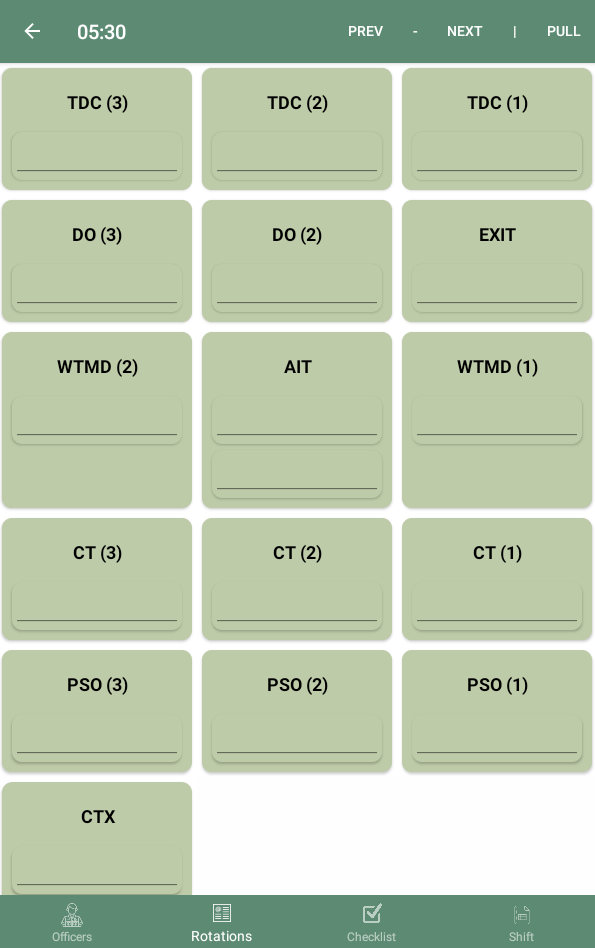 05:30 PREV - NEXT | PULL
TDC (3) TDC (2) TDC (1)
DO (3) DO (2) EXIT
WTMD (2) AIT WTMD (1)
CT (3) CT (2) CT (1)
PSO (3) PSO (2) PSO (1)
CTX
Officers Rotations Checklist Shift